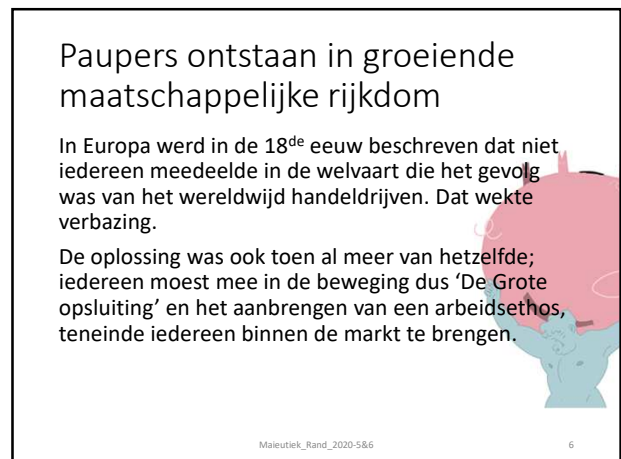 Paupers ontstaan in groeiende
maatschappelijke rijkdom
In Europa werd in de 18de eeuw beschreven dat niet
iedereen meedeelde in de welvaart die het gevolg
was van het wereldwijd handeldrijven. Dat wekte
verbazing.
De oplossing was ook toen al meer van hetzelfde;
iedereen moest mee in de beweging dus ‘De Grote
opsluiting’ en het aanbrengen van een arbeidsethos,
teneinde iedereen binnen de markt te brengen.
Maieutiek_Rand_2020-5&6
6